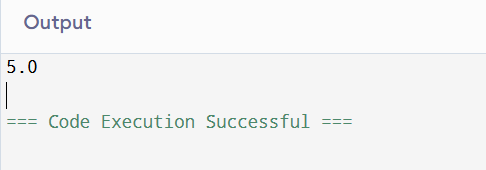 Output
5.0
=== Code Execution Successful ===